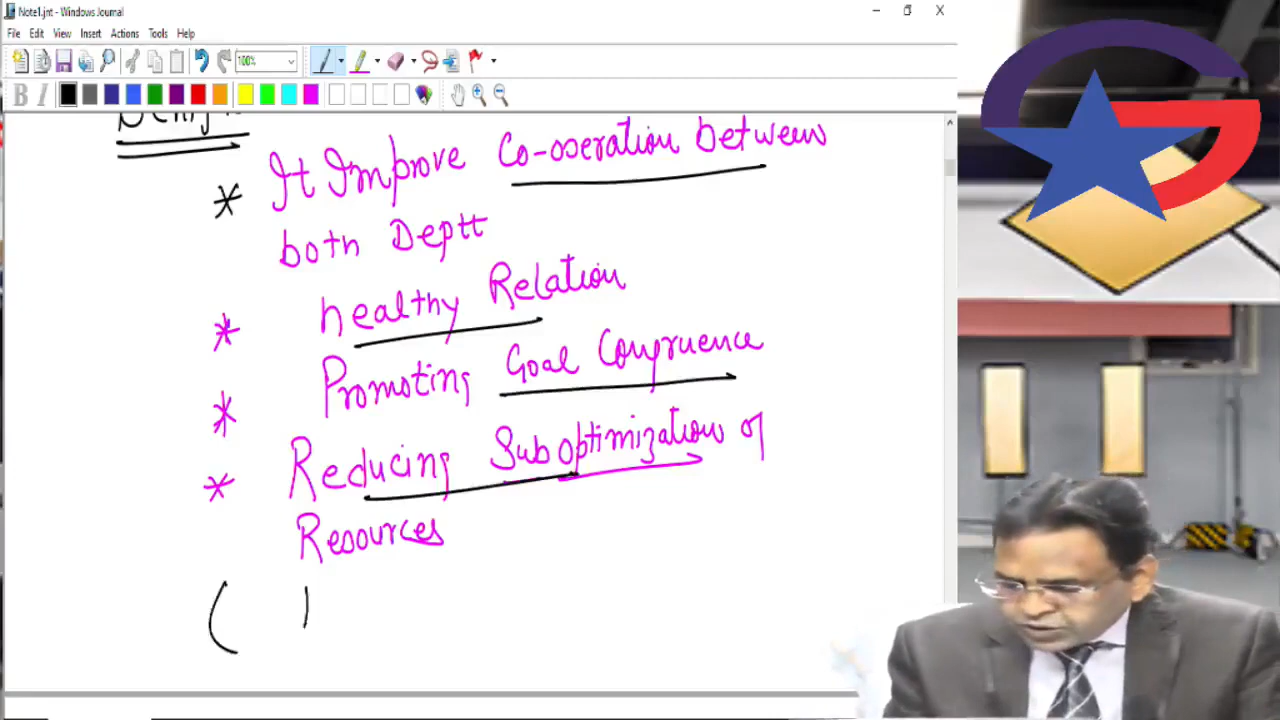 Note1.jnt - Windows Journal
File Edit View Insert Actions Tools Help
100%
B I
* It Improve Co-operation between
both Deptt
* healthy Relation
* Promoting Goal Congruence
* Reducing Suboptimization of
Resources
(